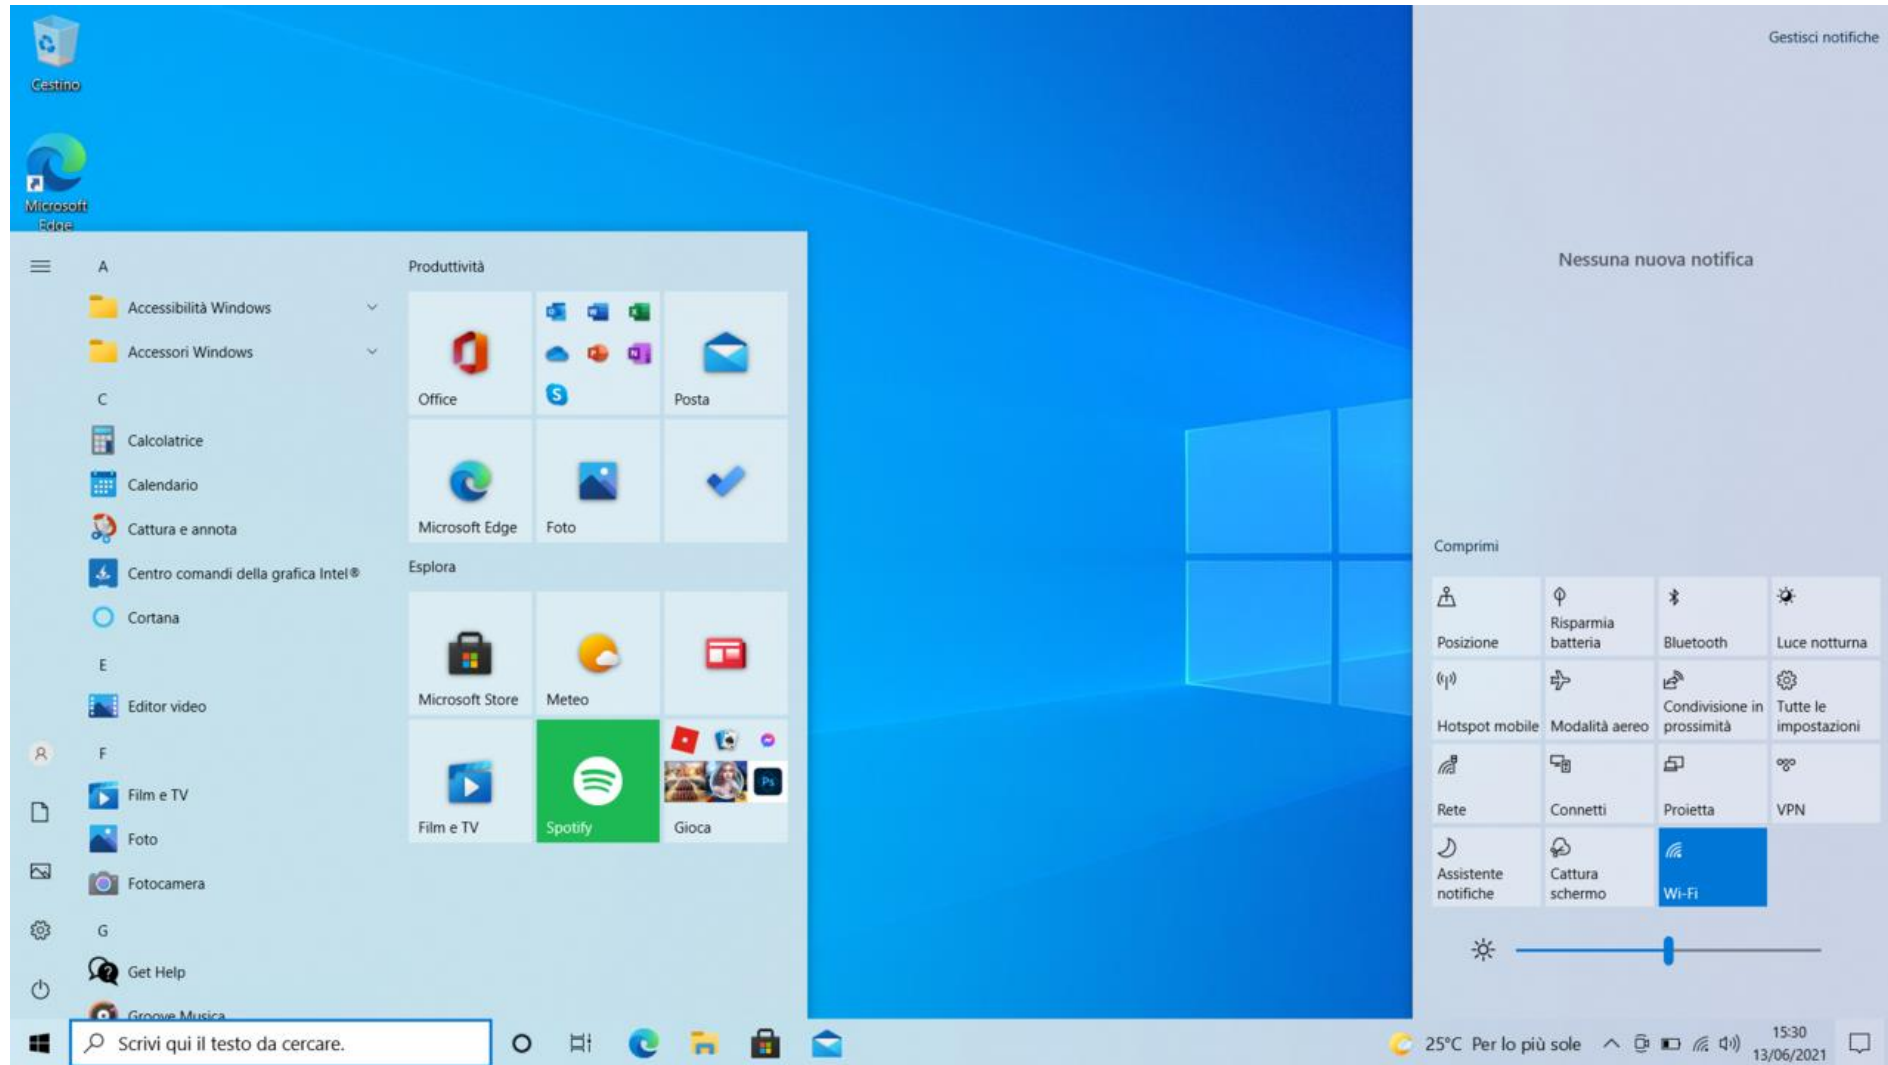 Cestino
Microsoft
Edge
A
Accessibilità Windows
Accessori Windows
C
Calcolatrice
Calendario
Cattura e annota
Centro comandi della grafica Intel®
Cortana
E
Editor video
F
Film e TV
Foto
Fotocamera
G
Get Help
Groove Musica
Produttività
Office
Posta
Microsoft Edge
Foto
Esplora
Microsoft Store
Meteo
Film e TV
Spotify
Ps
Gioca
Gestisci notifiche
Nessuna nuova notifica
Comprimi
Posizione
Risparmia
batteria
Bluetooth
Luce notturna
Hotspot mobile
Modalità aereo
Condivisione in
prossimità
Tutte le
impostazioni
Rete
Connetti
Proietta
VPN
Assistente
notifiche
Cattura
schermo
Wi-Fi
Scrivi qui il testo da cercare.
25°C Per lo più sole
15:30
13/06/2021